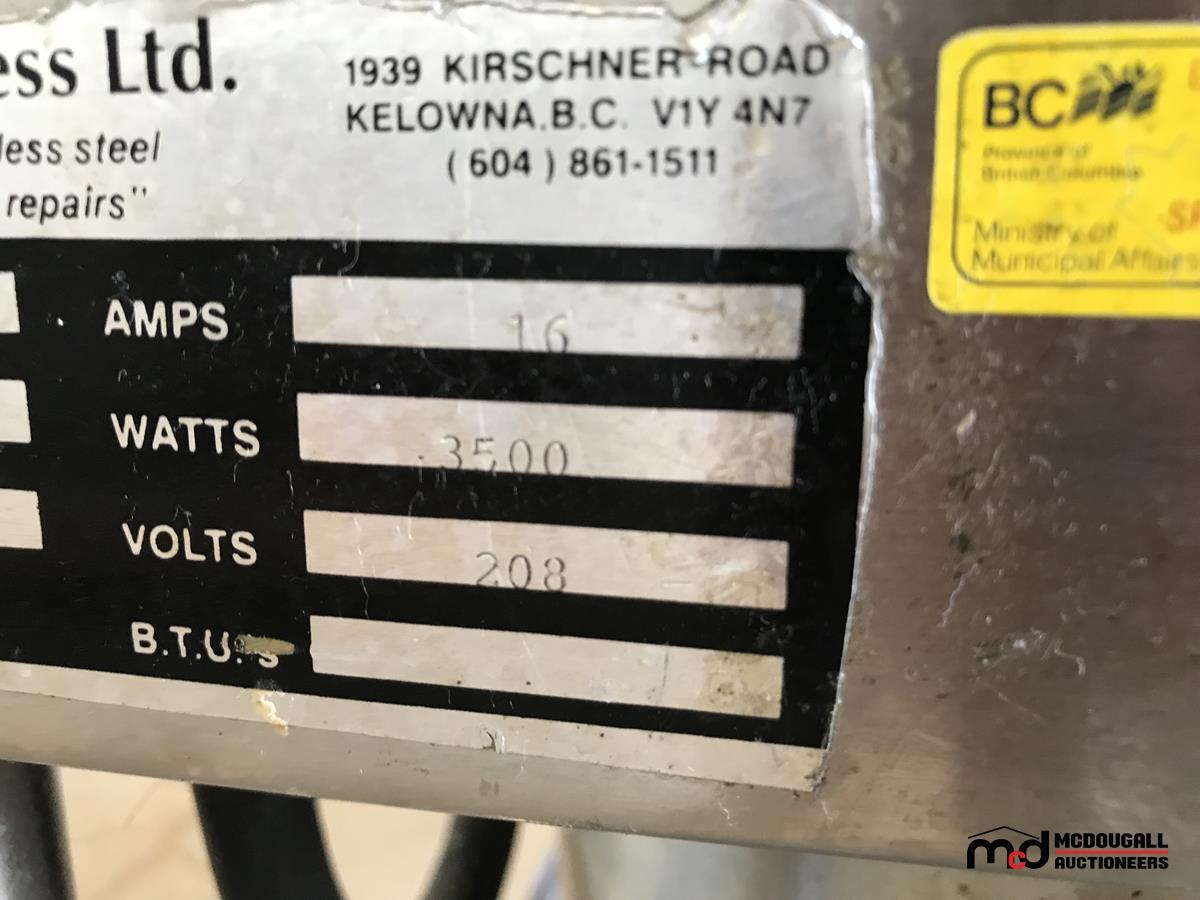 ess Ltd.
less steel
repairs"
1939 KIRSCHNER ROAD
KELOWNA, B.C. V1Y 4N7
(604) 861-1511
AMPS 16
WATTS 3500
VOLTS 208
B.T.U.'s
BC
Province of
British Columbia
Ministry of
Municipal Affairs
mcd MCDOUGALL
AUCTIONEERS